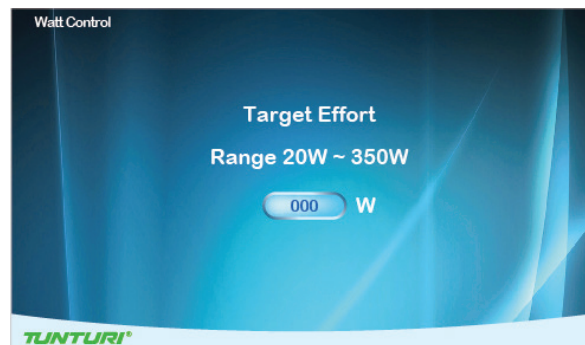 Watt Control
Target Effort
Range 20W ~ 350W
000 W
TUNTURI®